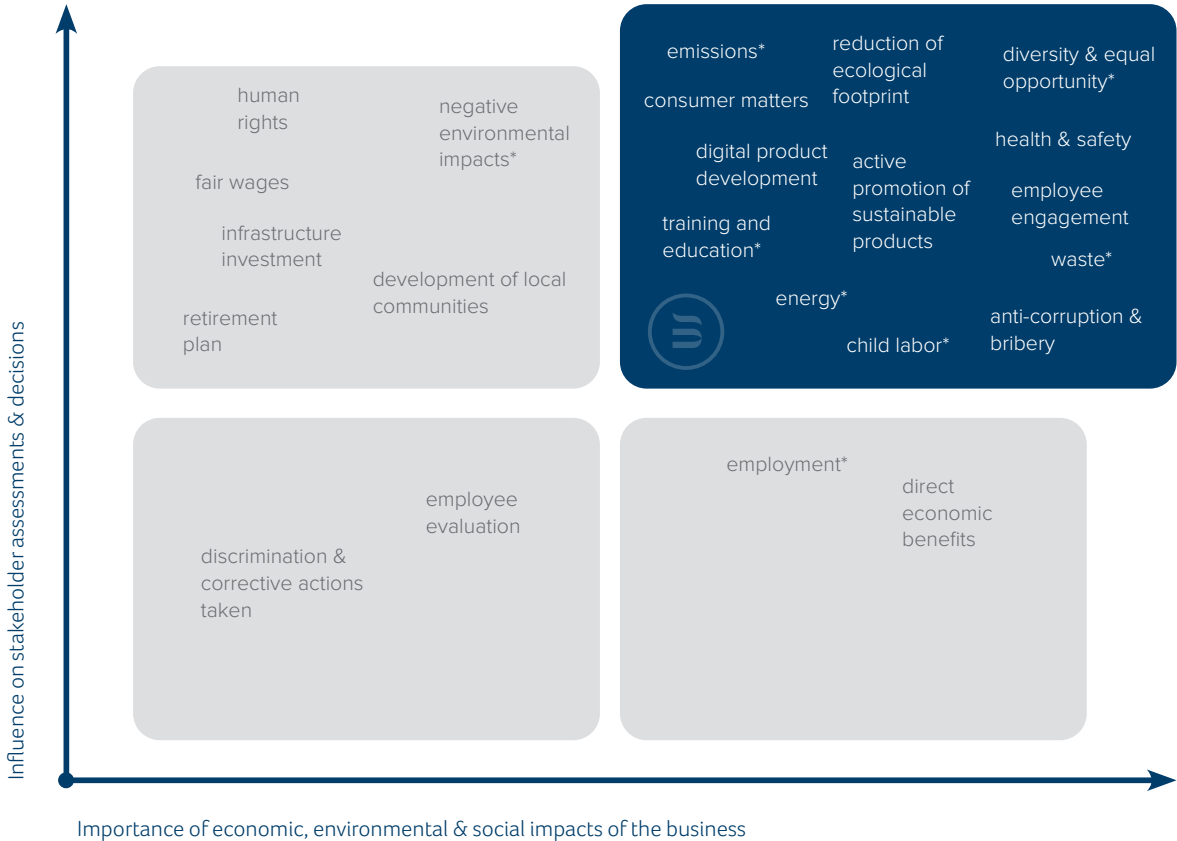 Influence on stakeholder assessments & decisions
human
rights
negative
environmental
impacts*
fair wages
infrastructure
investment
development of local
communities
retirement
plan
emissions*
reduction of
ecological
footprint
diversity & equal
opportunity*
consumer matters
health & safety
digital product
development
active
promotion of
sustainable
products
employee
engagement
training and
education*
waste*
energy*
anti-corruption &
bribery
child labor*
employee
evaluation
discrimination &
corrective actions
taken
employment*
direct
economic
benefits
Importance of economic, environmental & social impacts of the business